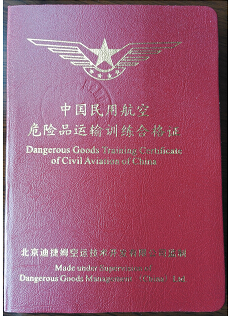 中国民用航空
危险品运输训练合格证
Dangerous Goods Training Certificate
of Civil Aviation of China
北京迪捷姆空运技术开发有限公司监制
Made under Supervision of
Dangerous Goods Management Ltd.